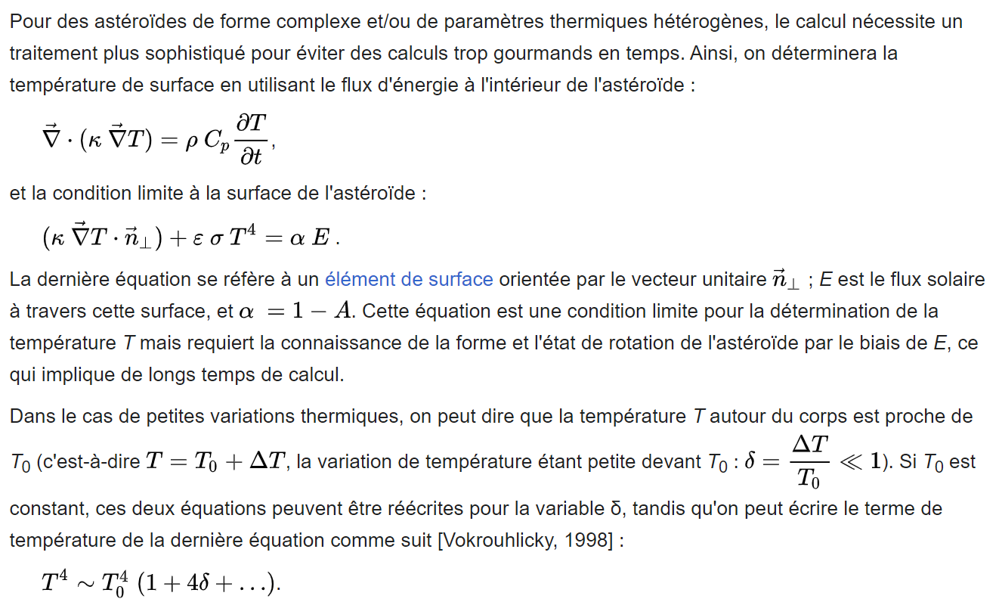 Pour des astéroïdes de forme complexe et/ou de paramètres thermiques hétérogènes, le calcul nécessite un
traitement plus sophistiqué pour éviter des calculs trop gourmands en temps. Ainsi, on déterminera la
température de surface en utilisant le flux d'énergie à l'intérieur de l'astéroïde :
$\vec{\nabla} \cdot (\kappa \, \vec{\nabla} T) = \rho \, C_p \frac{\partial T}{\partial t}$,
et la condition limite à la surface de l'astéroïde :
$(\kappa \, \vec{\nabla} T \cdot \vec{n}_\perp) + \varepsilon \, \sigma \, T^4 = \alpha \, E$ .
La dernière équation se réfère à un élément de surface orientée par le vecteur unitaire $\vec{n}_\perp$ ; E est le flux solaire
à travers cette surface, et $\alpha \; = 1 - A$. Cette équation est une condition limite pour la détermination de la
température T mais requiert la connaissance de la forme et l'état de rotation de l'astéroïde par le biais de E, ce
qui implique de longs temps de calcul.
Dans le cas de petites variations thermiques, on peut dire que la température T autour du corps est proche de
$T_0$ (c'est-à-dire $T = T_0 + \Delta T$, la variation de température étant petite devant $T_0$ : $\delta = \frac{\Delta T}{T_0} \ll 1$). Si $T_0$ est
constant, ces deux équations peuvent être réécrites pour la variable δ, tandis qu'on peut écrire le terme de
température de la dernière équation comme suit [Vokrouhlicky, 1998] :
$T^4 \sim T_0^4 \; (1 + 4\delta + \ldots)$.